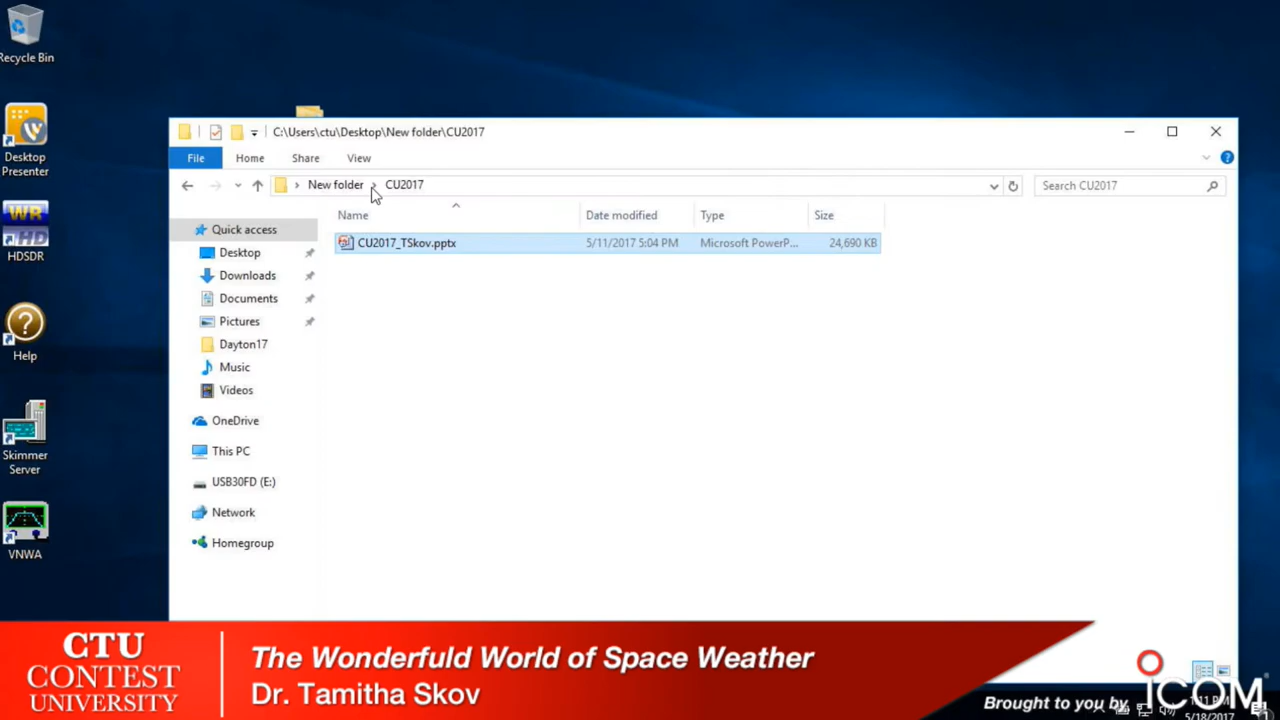 Recycle Bin
Desktop
Presenter
HDSDR
Help
Skimmer
Server
VNWA
C:\Users\ctu\Desktop\New folder\CU2017
File Home Share View
New folder CU2017
Search CU2017
Name Date modified Type Size
CU2017_TSkov.pptx 5/11/2017 5:04 PM Microsoft PowerP... 24,690 KB
Quick access
Desktop
Downloads
Documents
Pictures
Dayton17
Music
Videos
OneDrive
This PC
USB30FD (E:)
Network
Homegroup
CTU
CONTEST
UNIVERSITY
The Wonderfuld World of Space Weather
Dr. Tamitha Skov
Brought to you by
ICOM
5/18/2017